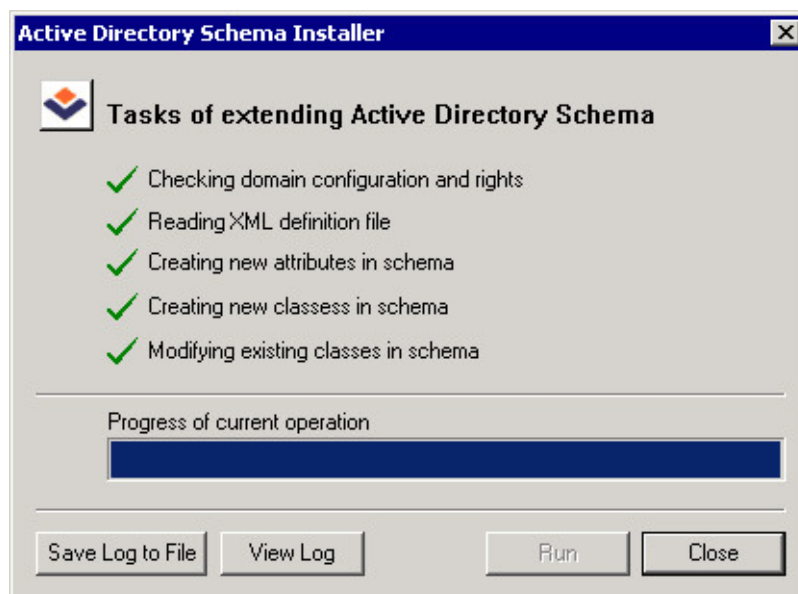 Active Directory Schema Installer
Tasks of extending Active Directory Schema
Checking domain configuration and rights
Reading XML definition file
Creating new attributes in schema
Creating new classess in schema
Modifying existing classes in schema
Progress of current operation
Save Log to File View Log Run Close